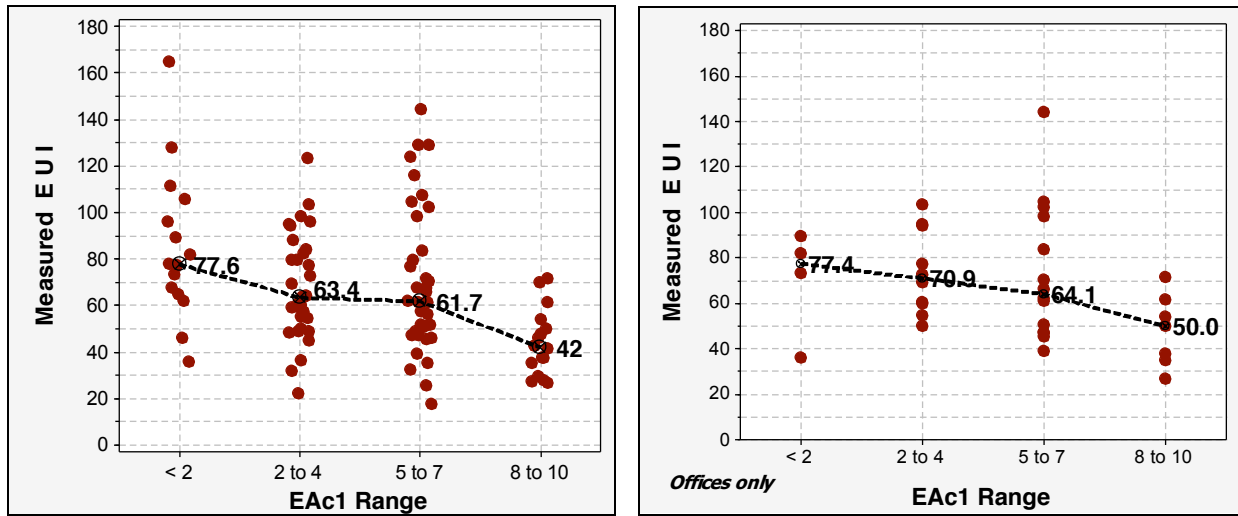 180
160
140
120
100
80
60
40
20
0
Measured E U I
77.6
63.4
61.7
42
< 2
2 to 4
5 to 7
8 to 10
EAc1 Range
180
160
140
120
100
80
60
40
20
0
Measured E U I
77.4
70.9
64.1
50.0
< 2
2 to 4
5 to 7
8 to 10
Offices only
EAc1 Range